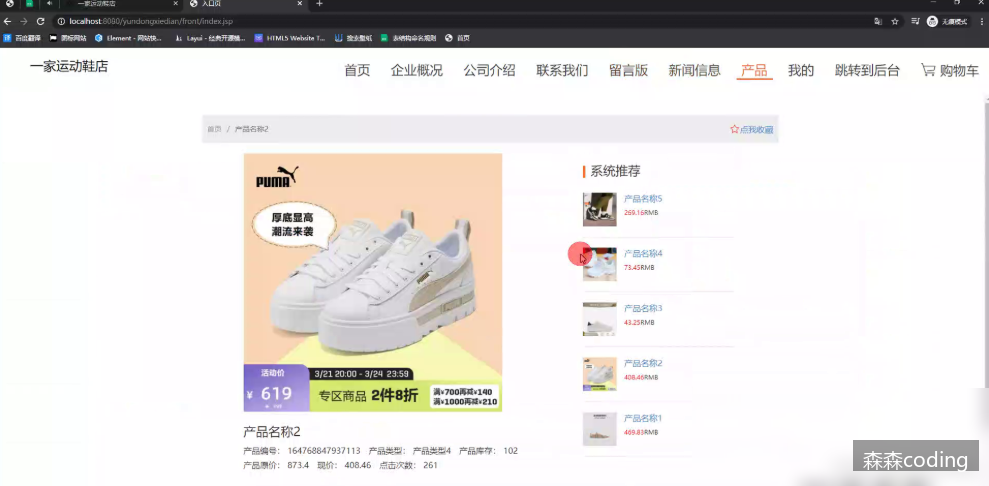 一家运动鞋店
入口页
localhost:8080/yundongxiedian/front/index.jsp
无痕模式
百度翻译 图标网站 Element - 网站快... Layui - 经典开源模... HTML5 Website T... 搜金壁纸 表结构命名规则 首页
一家运动鞋店
首页 企业概况 公司介绍 联系我们 留言版 新闻信息 产品 我的 跳转到后台 购物车
首页 / 产品名称2
点我收藏
PUMA
厚底显高
潮流来袭
活动价
¥ 619
3/21 20:00 - 3/24 23:59
专区商品 2件8折
满¥700再减¥140
满¥1000再减¥210
产品名称2
产品编号: 164768847937113 产品类型: 产品类型4 产品库存: 102
产品原价: 873.4 现价: 408.46 点击次数: 261
系统推荐
产品名称5
269.16RMB
产品名称4
73.45RMB
产品名称3
43.25RMB
产品名称2
408.46RMB
产品名称1
469.83RMB
森森coding